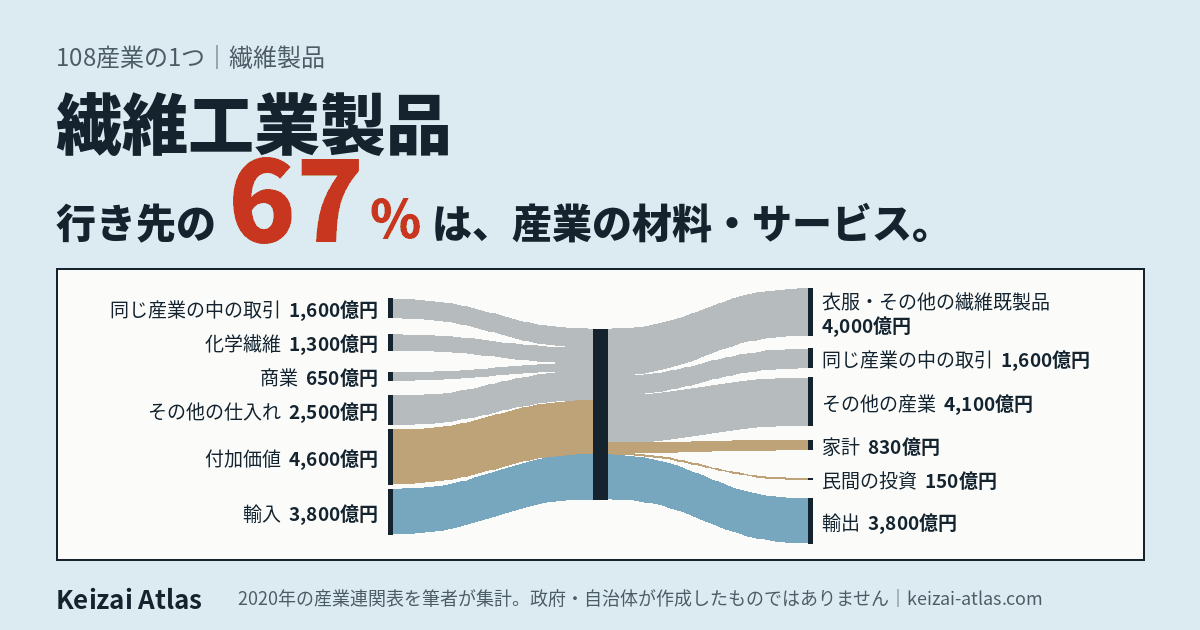 108産業の1つ｜繊維製品
繊維工業製品
行き先の 67% は、産業の材料・サービス。
同じ産業の中の取引 1,600億円
化学繊維 1,300億円
商業 650億円
その他の仕入れ 2,500億円
付加価値 4,600億円
輸入 3,800億円
衣服・その他の繊維既製品
4,000億円
同じ産業の中の取引 1,600億円
その他の産業 4,100億円
家計 830億円
民間の投資 150億円
輸出 3,800億円
Keizai Atlas
2020年の産業連関表を筆者が集計。政府・自治体が作成したものではありません｜keizai-atlas.com